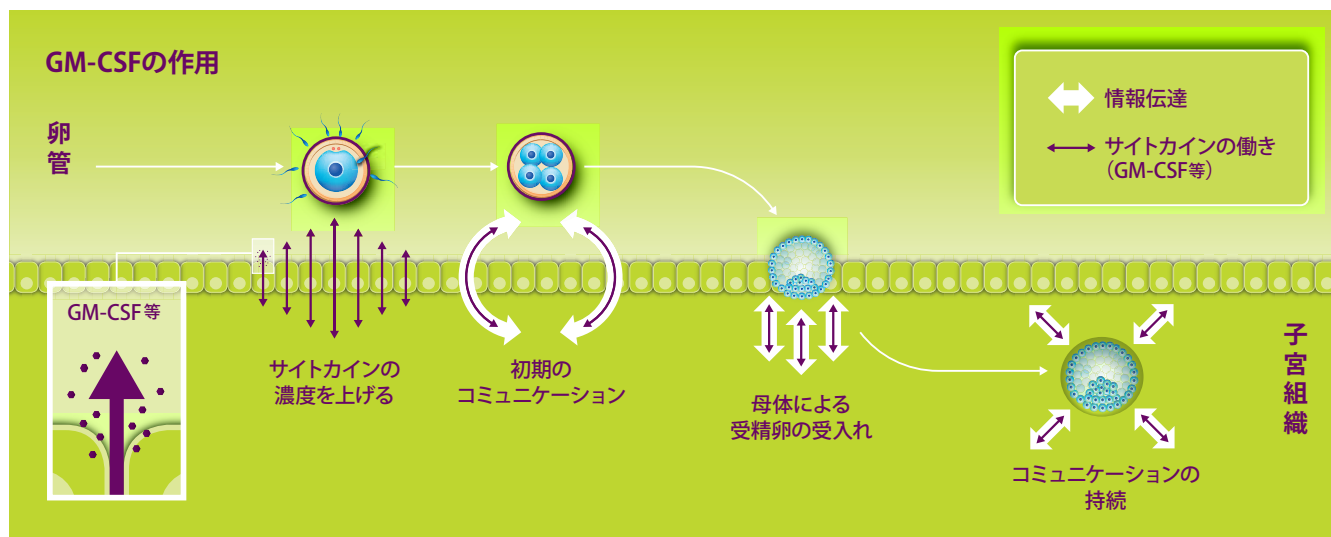 GM-CSFの作用
卵管
情報伝達
サイトカインの働き
（GM-CSF等）
GM-CSF等
サイトカインの
濃度を上げる
初期の
コミュニケーション
母体による
受精卵の受入れ
コミュニケーションの
持続
子宮組織